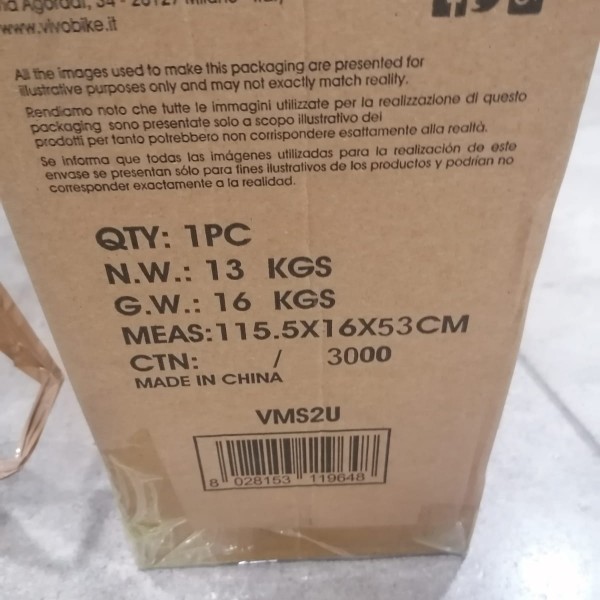 Agordat, 34 - 20127 Milano - Italy
www.vivobike.it
All the images used to make this packaging are presented for
illustrative purposes only and may not exactly match reality.
Rendiamo noto che tutte le immagini utilizzate per la realizzazione di questo
packaging sono presentate solo a scopo illustrativo dei
prodotti per tanto potrebbero non corrispondere esattamente alla realtà.
Se informa que todas las imágenes utilizadas para la realización de este
envase se presentan sólo para fines ilustrativos de los productos y podrían no
corresponder exactamente a la realidad.
QTY: 1PC
N.W.: 13 KGS
G.W.: 16 KGS
MEAS:115.5X16X53CM
CTN: / 3000
MADE IN CHINA
VMS2U
8 028153 119648